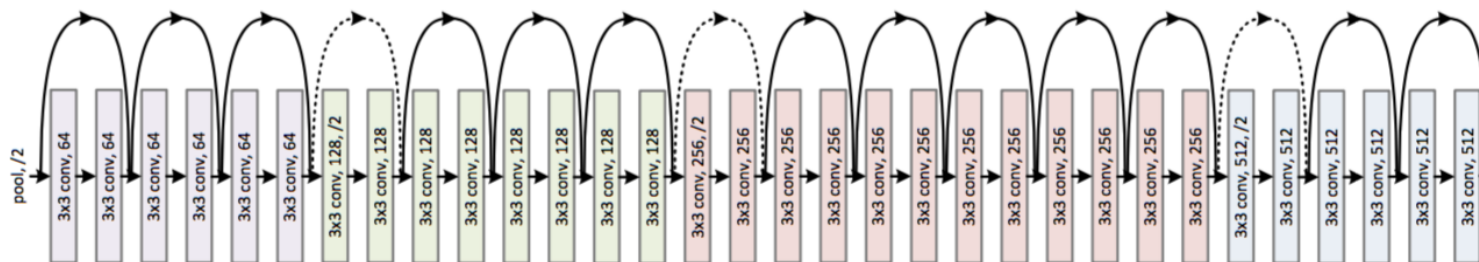 pool, /2
3x3 conv, 64
3x3 conv, 64
3x3 conv, 64
3x3 conv, 64
3x3 conv, 64
3x3 conv, 64
3x3 conv, 128, /2
3x3 conv, 128
3x3 conv, 128
3x3 conv, 128
3x3 conv, 128
3x3 conv, 128
3x3 conv, 128
3x3 conv, 128
3x3 conv, 256, /2
3x3 conv, 256
3x3 conv, 256
3x3 conv, 256
3x3 conv, 256
3x3 conv, 256
3x3 conv, 256
3x3 conv, 256
3x3 conv, 256
3x3 conv, 256
3x3 conv, 256
3x3 conv, 256
3x3 conv, 512, /2
3x3 conv, 512
3x3 conv, 512
3x3 conv, 512
3x3 conv, 512
3x3 conv, 512